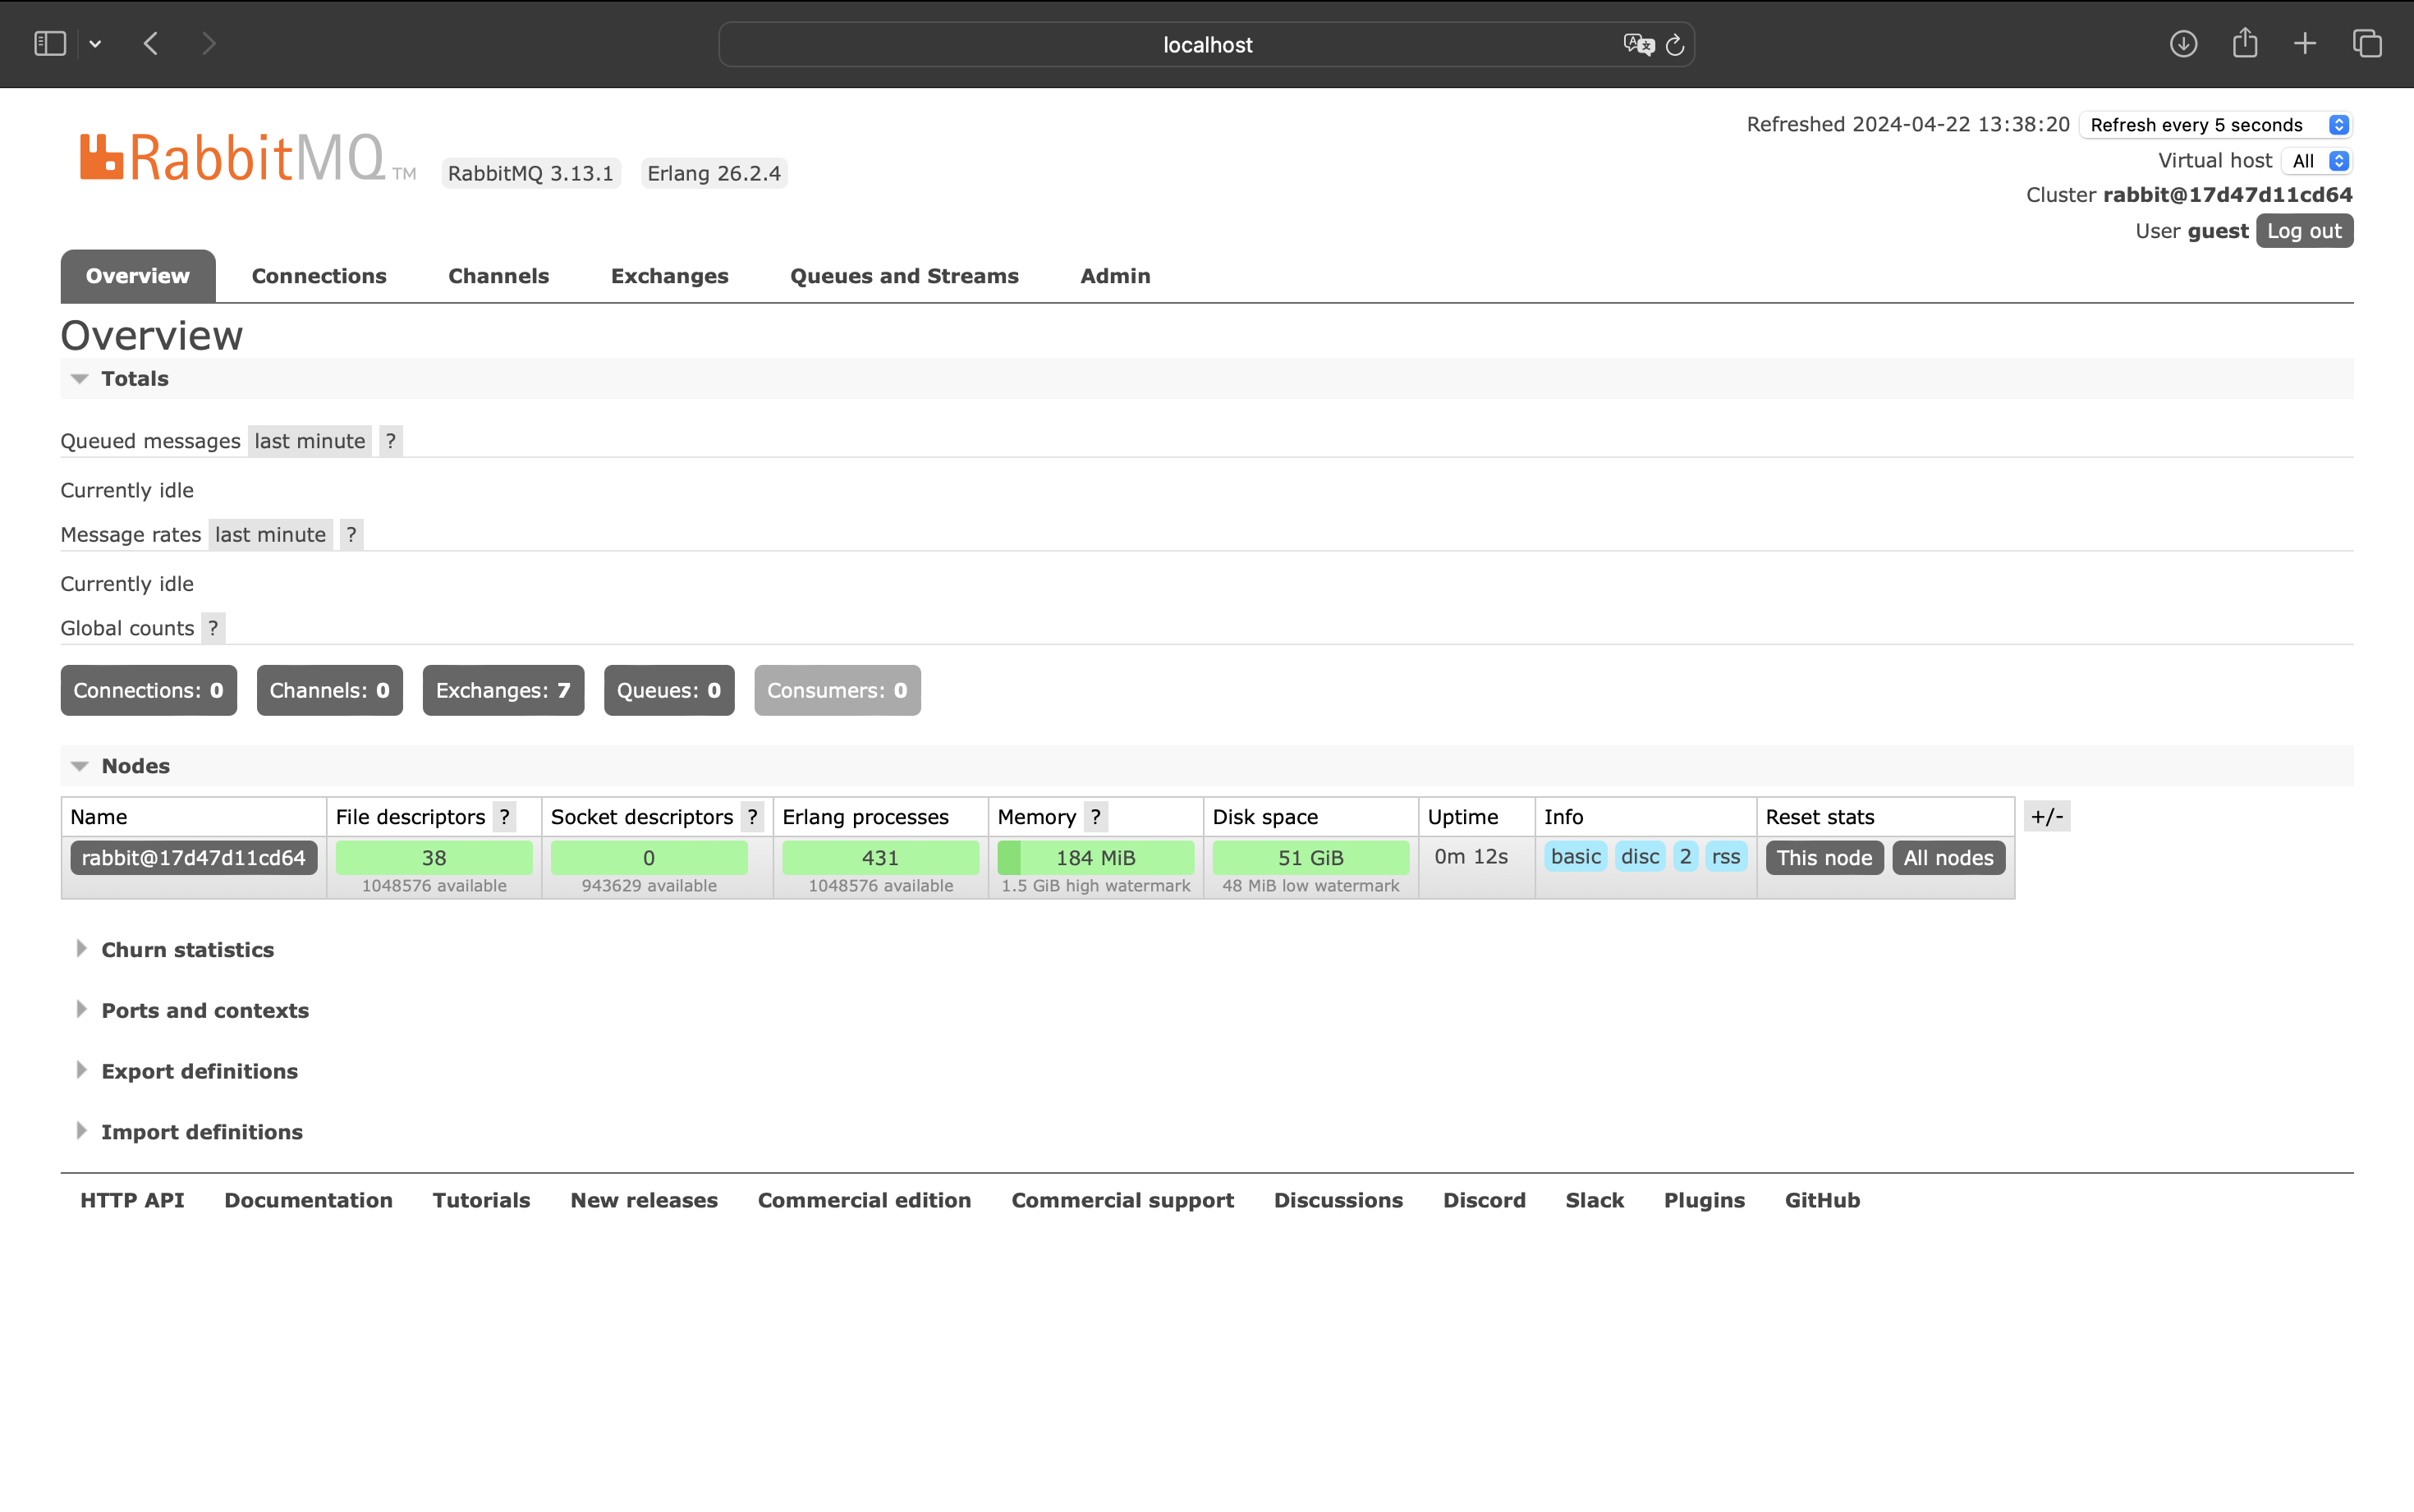 localhost
Refreshed 2024-04-22 13:38:20 Refresh every 5 seconds
Virtual host All
Cluster rabbit@17d47d11cd64
User guest Log out
RabbitMQ TM RabbitMQ 3.13.1 Erlang 26.2.4
Overview Connections Channels Exchanges Queues and Streams Admin
Overview
Totals
Queued messages last minute ?
Currently idle
Message rates last minute ?
Currently idle
Global counts ?
Connections: 0 Channels: 0 Exchanges: 7 Queues: 0 Consumers: 0
Nodes
Name File descriptors ? Socket descriptors ? Erlang processes Memory ? Disk space Uptime Info Reset stats +/-
rabbit@17d47d11cd64 38 0 431 184 MiB 51 GiB 0m 12s basic disc 2 rss This node All nodes
1048576 available 943629 available 1048576 available 1.5 GiB high watermark 48 MiB low watermark
Churn statistics
Ports and contexts
Export definitions
Import definitions
HTTP API Documentation Tutorials New releases Commercial edition Commercial support Discussions Discord Slack Plugins GitHub